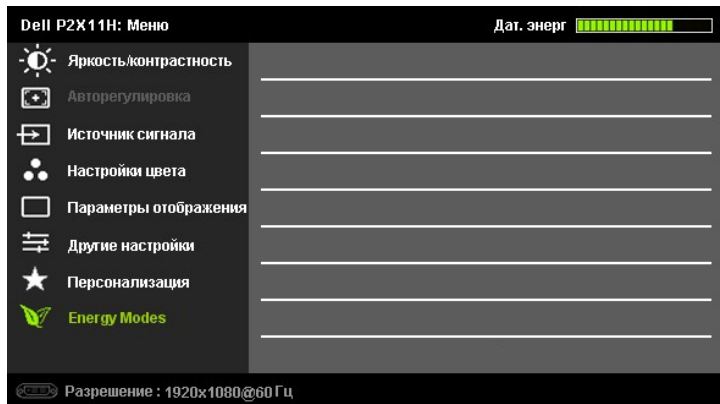 Dell P2X11H: Меню
Дат. энерг
Яркость/контрастность
Авторегулировка
Источник сигнала
Настройки цвета
Параметры отображения
Другие настройки
Персонализация
Energy Modes
Разрешение : 1920x1080@60 Гц